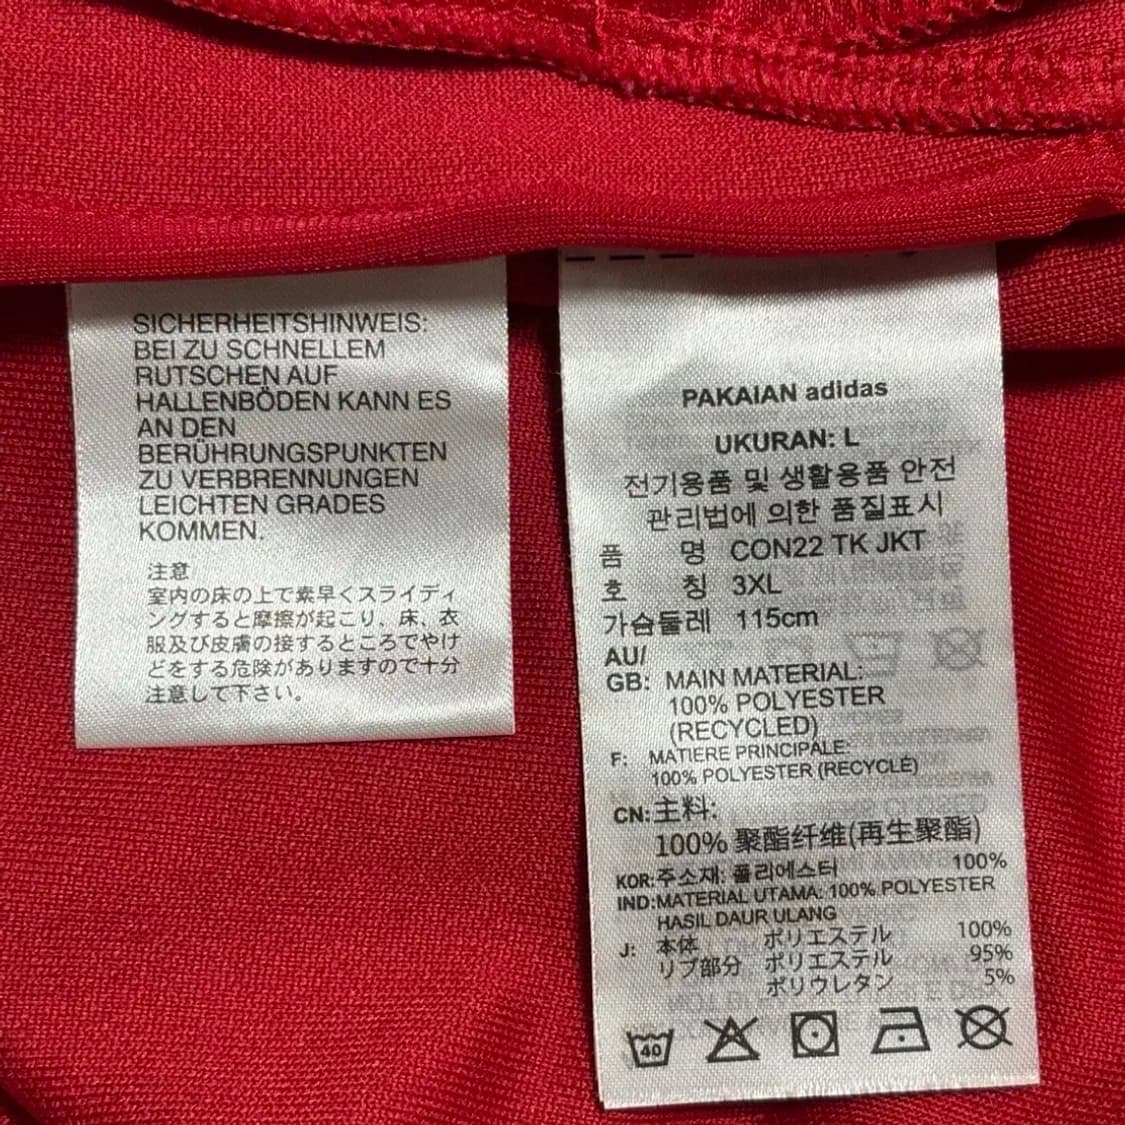 SICHERHEITSHINWEIS:
BEI ZU SCHNELLEM
RUTSCHEN AUF
HALLENBÖDEN KANN ES
AN DEN
BERÜHRUNGSPUNKTEN
ZU VERBRENNUNGEN
LEICHTEN GRADES
KOMMEN.
注意
室内の床の上で素早くスライディ
ングすると摩擦が起こり、床、衣
服及び皮膚の接するところでやけ
どをする危険がありますので十分
注意して下さい。
PAKAIAN adidas
UKURAN: L
전기용품 및 생활용품 안전
관리법에 의한 품질표시
품 명 CON22 TK JKT
호 칭 3XL
가슴둘레 115cm
AU/
GB: MAIN MATERIAL:
100% POLYESTER
(RECYCLED)
F: MATIERE PRINCIPALE:
100% POLYESTER (RECYCLÉ)
CN: 主料:
100% 聚酯纤维(再生聚酯)
KOR: 주소재: 폴리에스터 100%
IND: MATERIAL UTAMA: 100% POLYESTER
HASIL DAUR ULANG
J: 本体 ポリエステル 100%
リブ部分 ポリエステル 95%
ポリウレタン 5%
40